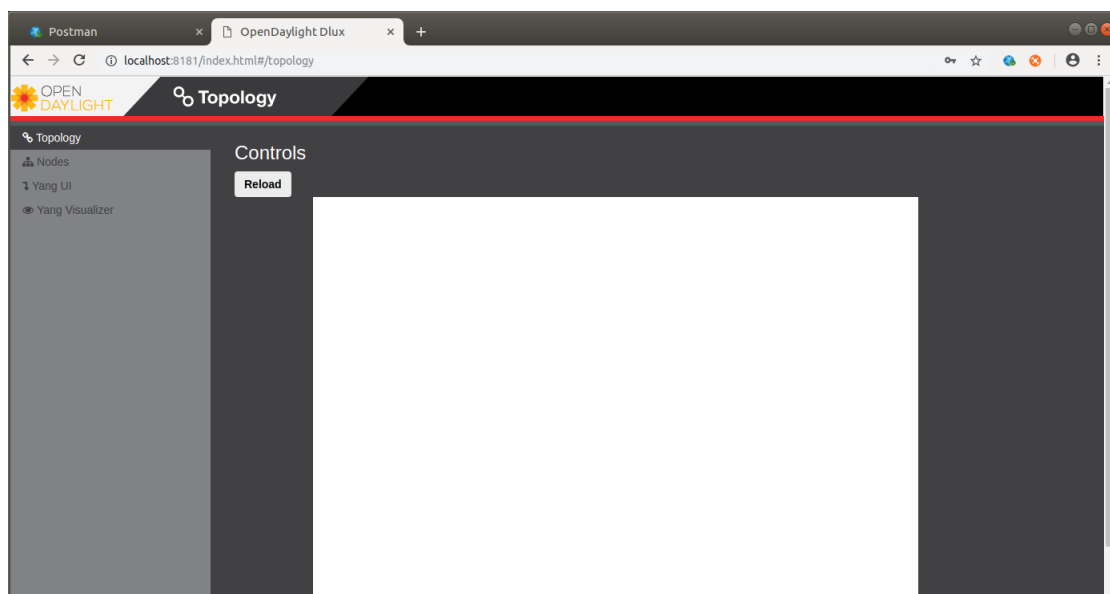 Postman
OpenDaylight Dlux
localhost:8181/index.html#/topology
OPEN
DAYLIGHT
Topology
Topology
Nodes
Yang UI
Yang Visualizer
Controls
Reload